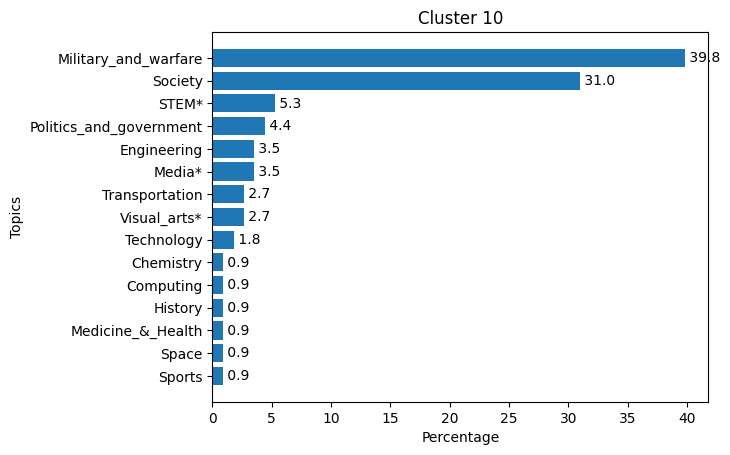 Cluster 10
Topics
Military_and_warfare 39.8
Society 31.0
STEM* 5.3
Politics_and_government 4.4
Engineering 3.5
Media* 3.5
Transportation 2.7
Visual_arts* 2.7
Technology 1.8
Chemistry 0.9
Computing 0.9
History 0.9
Medicine_&_Health 0.9
Space 0.9
Sports 0.9
0 5 10 15 20 25 30 35 40
Percentage